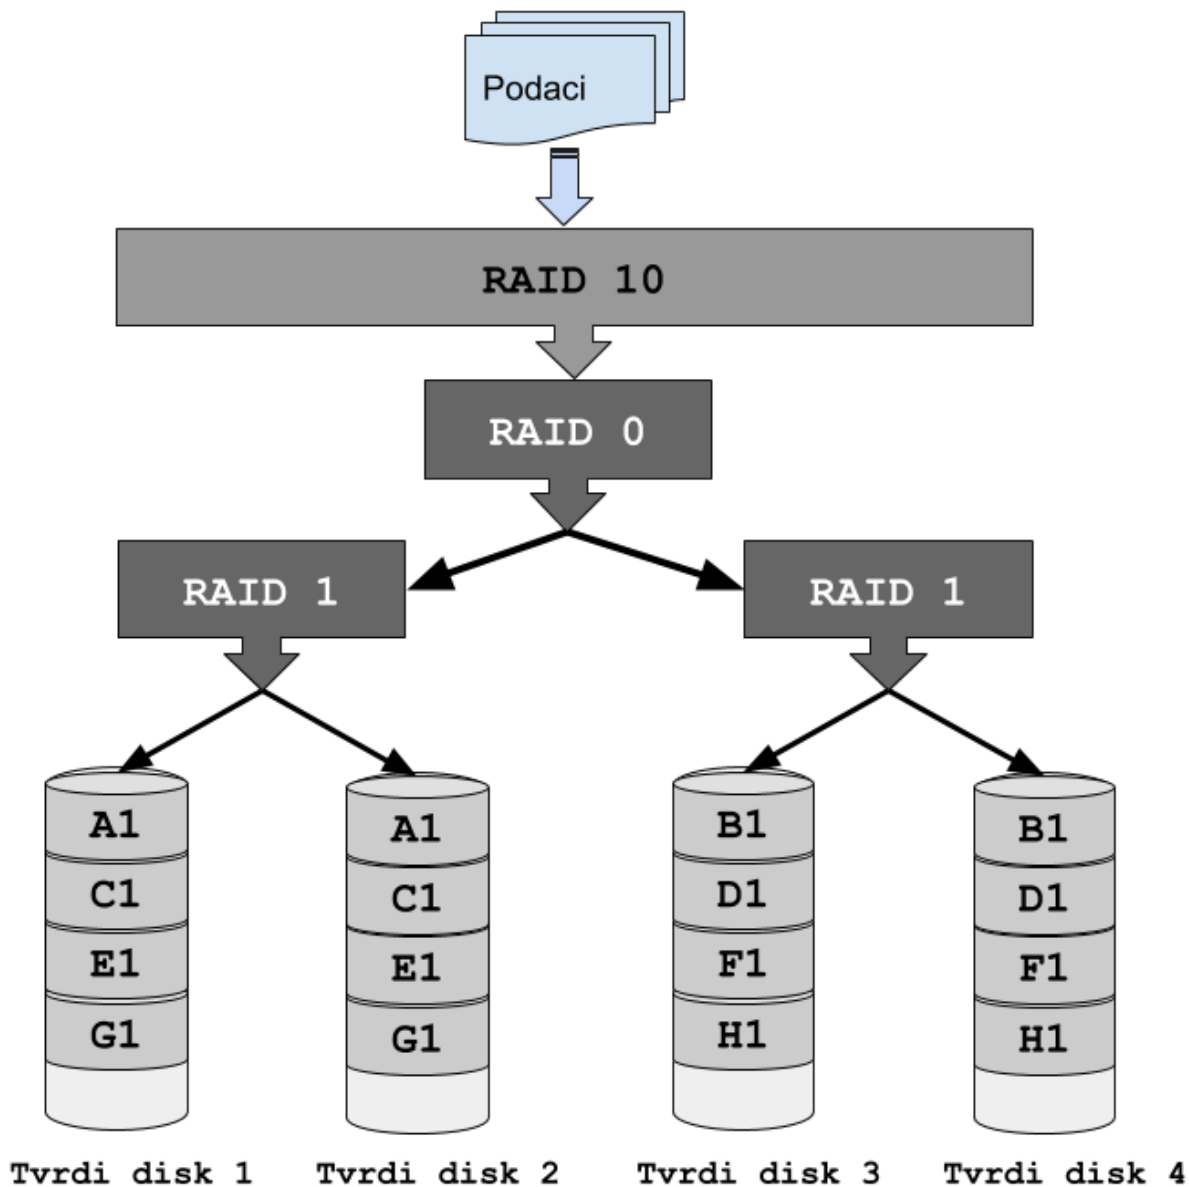 Podaci
RAID 10
RAID 0
RAID 1 RAID 1
A1 A1 B1 B1
C1 C1 D1 D1
E1 E1 F1 F1
G1 G1 H1 H1
Tvrdi disk 1 Tvrdi disk 2 Tvrdi disk 3 Tvrdi disk 4